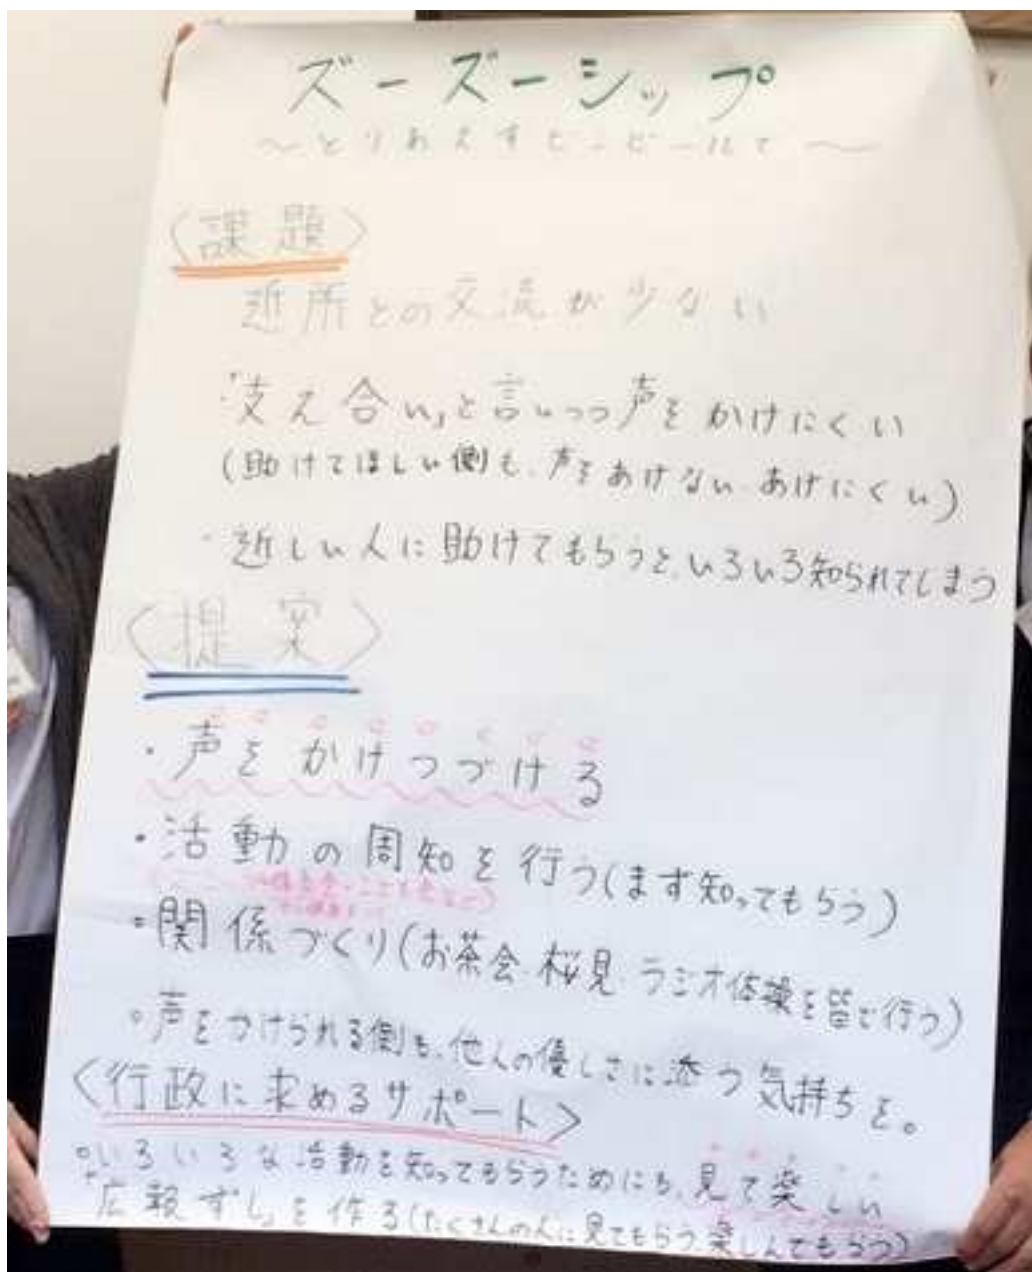 ズーズーシップ
～とりあえずビービールで～
〈課題〉
近所との交流が少ない
・「支え合い」と言いつつ声をかけにくい
(助けてほしい側も、声をあげない、あげにくい)
・近しい人に助けてもらうと、いろいろ知られてしまう
〈提案〉
・声をかけつづける
・活動の周知を行う(まず知ってもらう)
・関係づくり(お茶会・桜見・ラジオ体操を皆で行う)
○声をかけられる側も、他人の優しさに添う気持ちを。
〈行政に求めるサポート〉
○いろいろな活動を知ってもらうためにも、見て楽しい
"広報ずし"を作る(たくさんの人に見てもらう、楽しんでもらう)